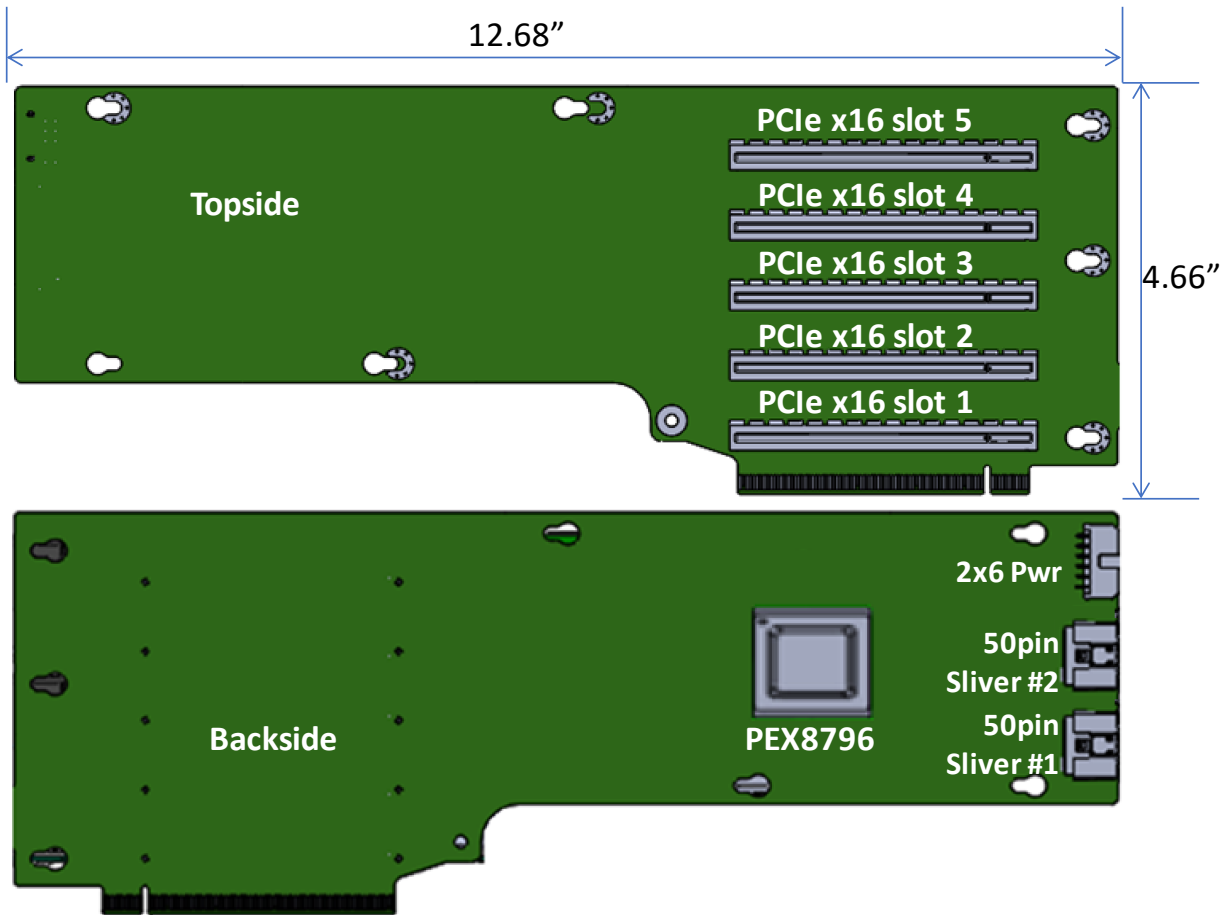 12.68”
PCIe x16 slot 5
Topside
PCIe x16 slot 4
PCIe x16 slot 3
4.66”
PCIe x16 slot 2
PCIe x16 slot 1
2x6 Pwr
50pin
Sliver #2
Backside
PEX8796
50pin
Sliver #1